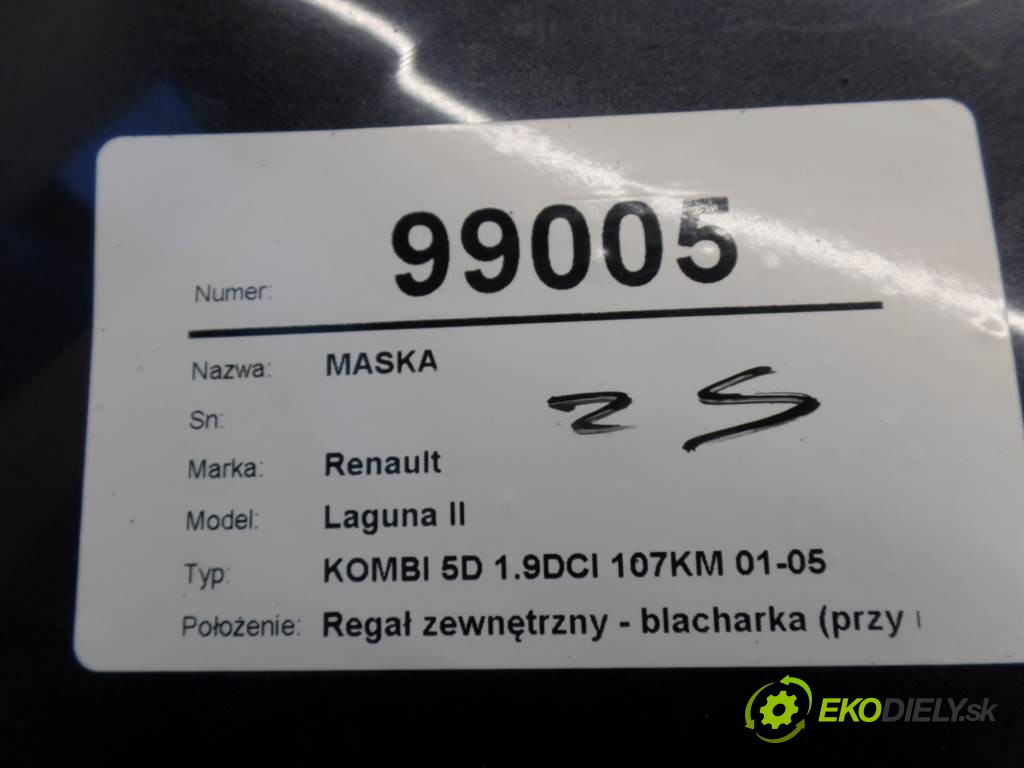 Numer: 99005
Nazwa: MASKA
Sn:
25
Marka: Renault
Model: Laguna II
Typ: KOMBI 5D 1.9DCI 107KM 01-05
Położenie: Regał zewnętrzny - blacharka (przy
EKODIELY.sk